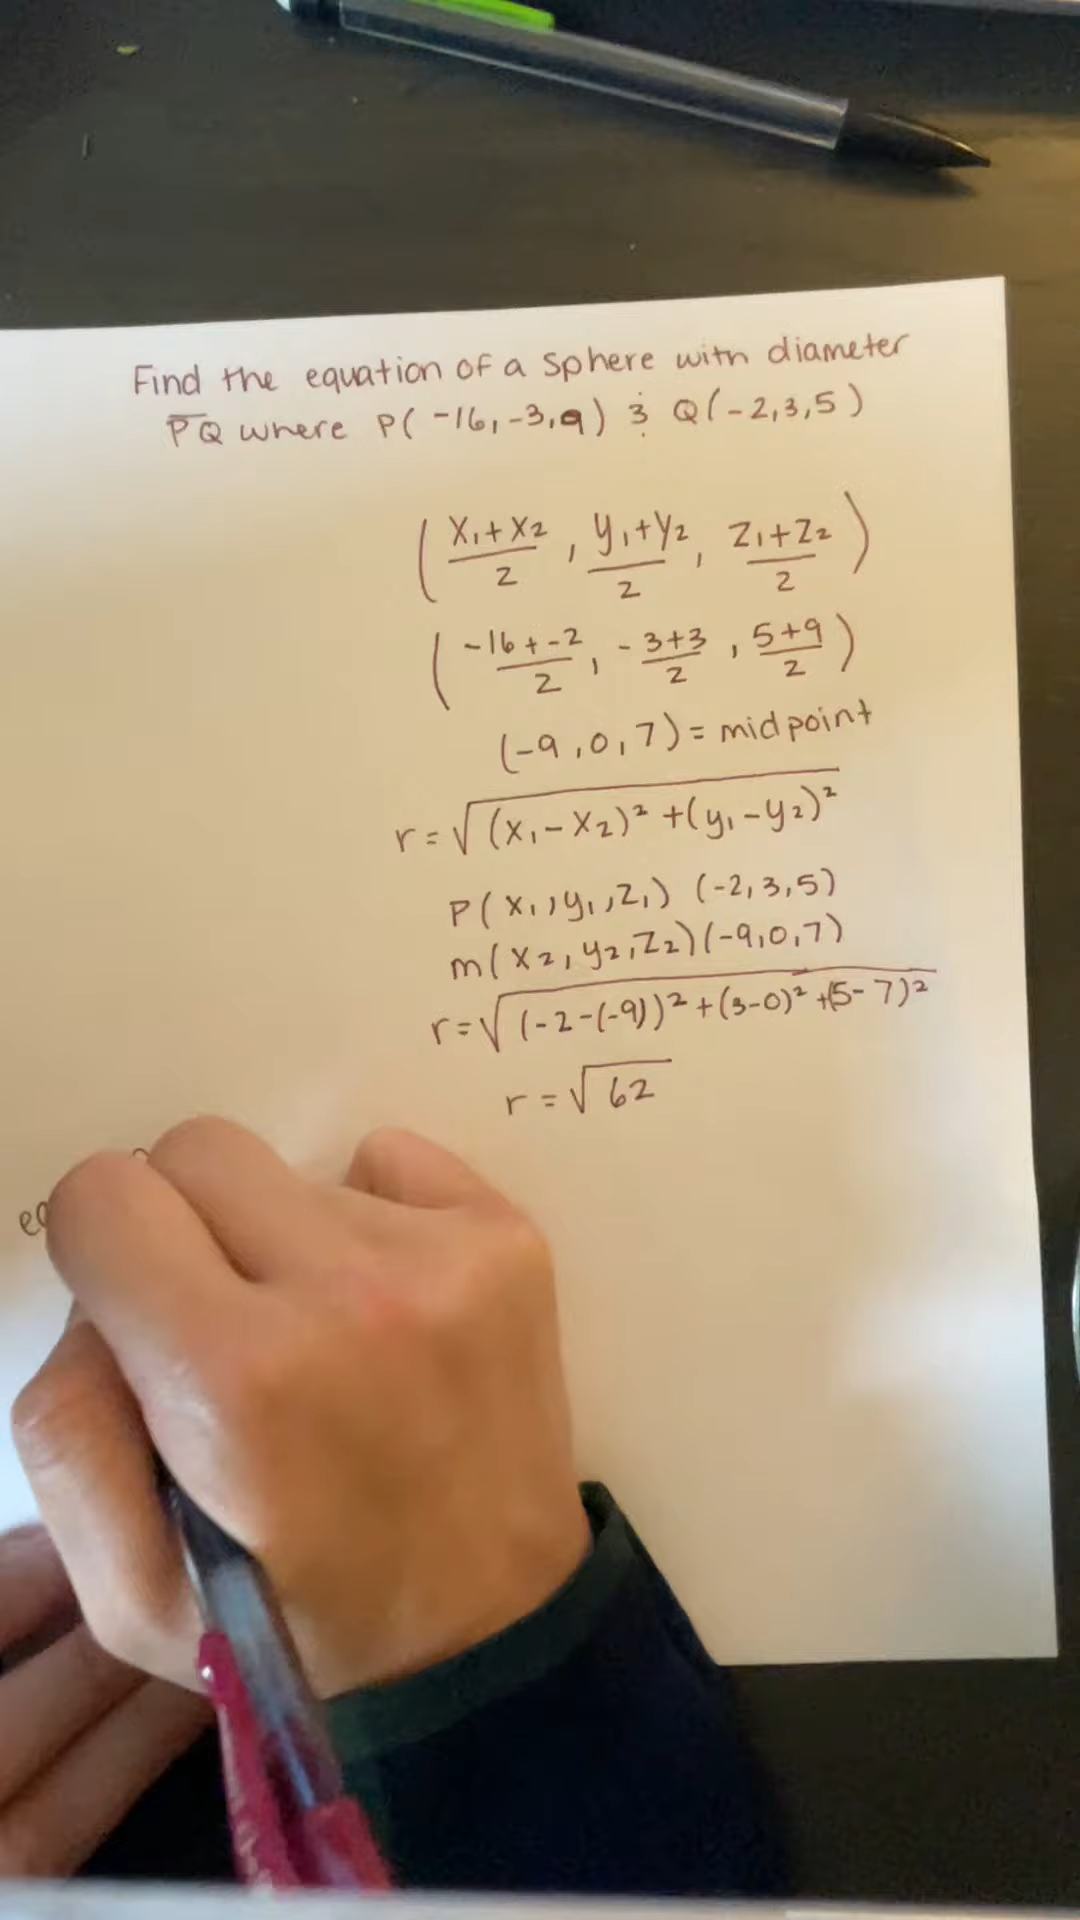 Find the equation of a sphere with diameter
P̅Q̅ where P(-16,-3,9) & Q(-2,3,5)
(x₁+x₂/2, y₁+y₂/2, z₁+z₂/2)
(-16+-2/2, -3+3/2, 5+9/2)
(-9,0,7) = midpoint
r = √(x₁-x₂)² + (y₁-y₂)²
P(x₁,y₁,z₁) (-2,3,5)
m(x₂,y₂,z₂) (-9,0,7)
r = √(-2-(-9))² + (3-0)² + (5-7)²
r = √62